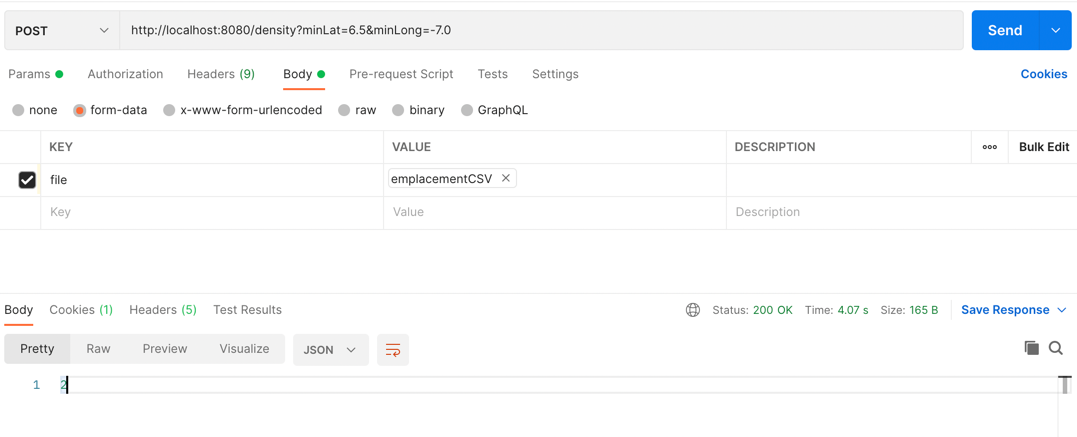 POST http://localhost:8080/density?minLat=6.5&minLong=-7.0 Send
Params Authorization Headers (9) Body Pre-request Script Tests Settings Cookies
none form-data x-www-form-urlencoded raw binary GraphQL
KEY VALUE DESCRIPTION ooo Bulk Edit
file emplacementCSV ✕
Key Value Description
Body Cookies (1) Headers (5) Test Results Status: 200 OK Time: 4.07 s Size: 165 B Save Response
Pretty Raw Preview Visualize JSON
1 2